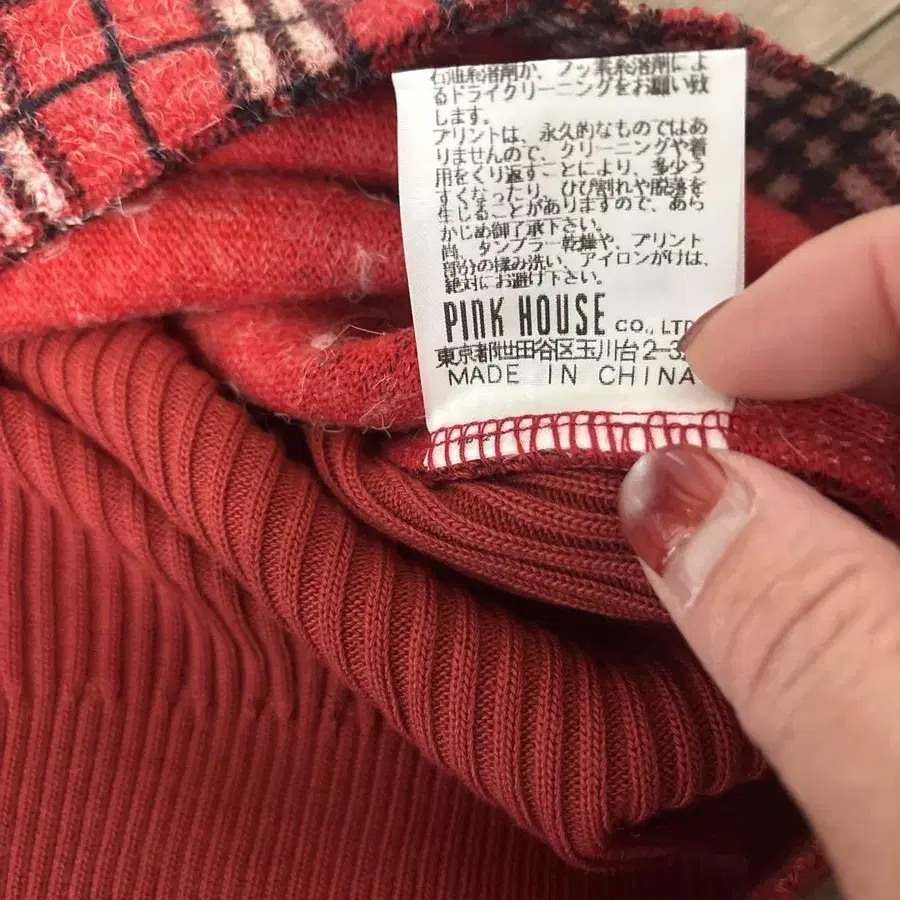 石油系溶剤か、フッ素系溶剤によ
るドライクリーニングをお願い致
します。
プリントは、永久的なものではあ
りませんので、クリーニングや着
用をくり返すことにより、多少う
すくなったり、ひび割れや脱落を
生じることがありますので、あら
かじめ御了承下さい。
尚、タンブラー乾燥や、プリント
部分の揉み洗い、アイロンがけは、
絶対にお避け下さい。
PINK HOUSE CO., LTD
東京都世田谷区玉川台2-3
MADE IN CHINA